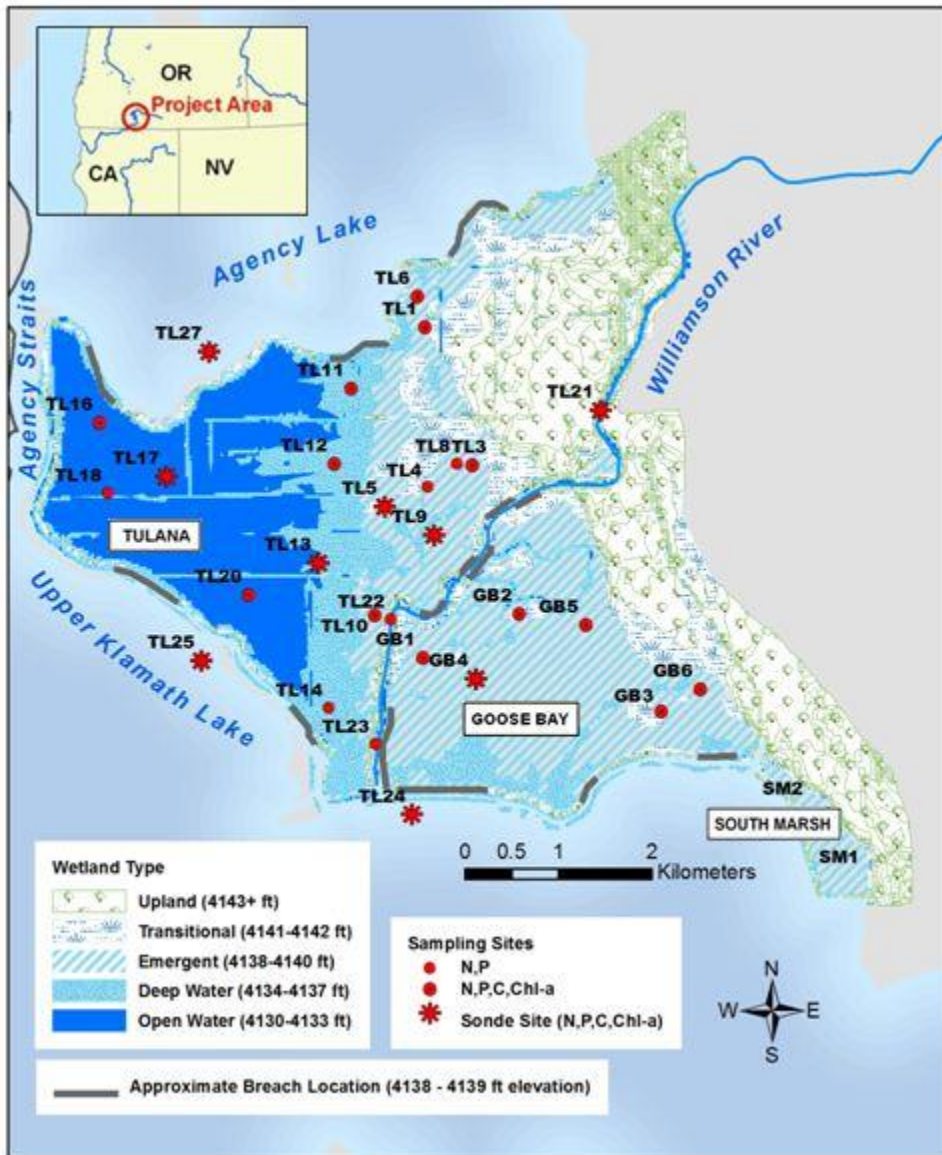 OR
Project Area
CA
NV
Agency Lake
Williamson River
Agency Straits
TL6
TL1
TL27
TL11
TL16
TL21
TL12
TL8
TL3
TL17
TL4
TL18
TL5
TL9
TULANA
TL13
TL20
TL22
GB2
GB5
TL10
GB1
Upper Klamath Lake
TL25
GB4
GB6
GB3
TL14
GOOSE BAY
TL23
SM2
TL24
SOUTH MARSH
SM1
0 0.5 1 2
Kilometers
Wetland Type
Upland (4143+ ft)
Transitional (4141-4142 ft)
Emergent (4138-4140 ft)
Deep Water (4134-4137 ft)
Open Water (4130-4133 ft)
Sampling Sites
N,P
N,P,C,Chl-a
Sonde Site (N,P,C,Chl-a)
N
W
E
S
Approximate Breach Location (4138 - 4139 ft elevation)